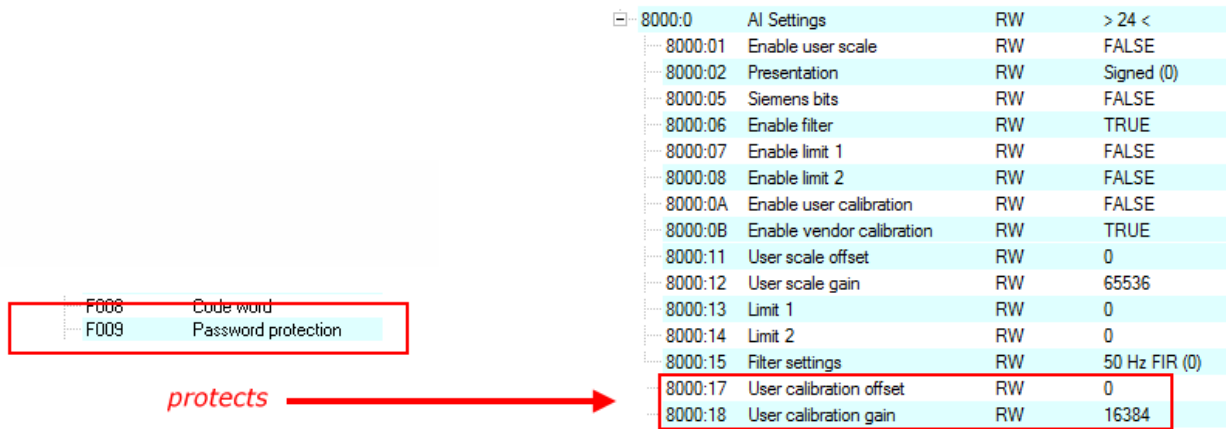 8000:0 AI Settings RW > 24 <
8000:01 Enable user scale RW FALSE
8000:02 Presentation RW Signed (0)
8000:05 Siemens bits RW FALSE
8000:06 Enable filter RW TRUE
8000:07 Enable limit 1 RW FALSE
8000:08 Enable limit 2 RW FALSE
8000:0A Enable user calibration RW FALSE
8000:0B Enable vendor calibration RW TRUE
8000:11 User scale offset RW 0
8000:12 User scale gain RW 65536
8000:13 Limit 1 RW 0
8000:14 Limit 2 RW 0
8000:15 Filter settings RW 50 Hz FIR (0)
8000:17 User calibration offset RW 0
8000:18 User calibration gain RW 16384
F008 Code word
F009 Password protection
protects